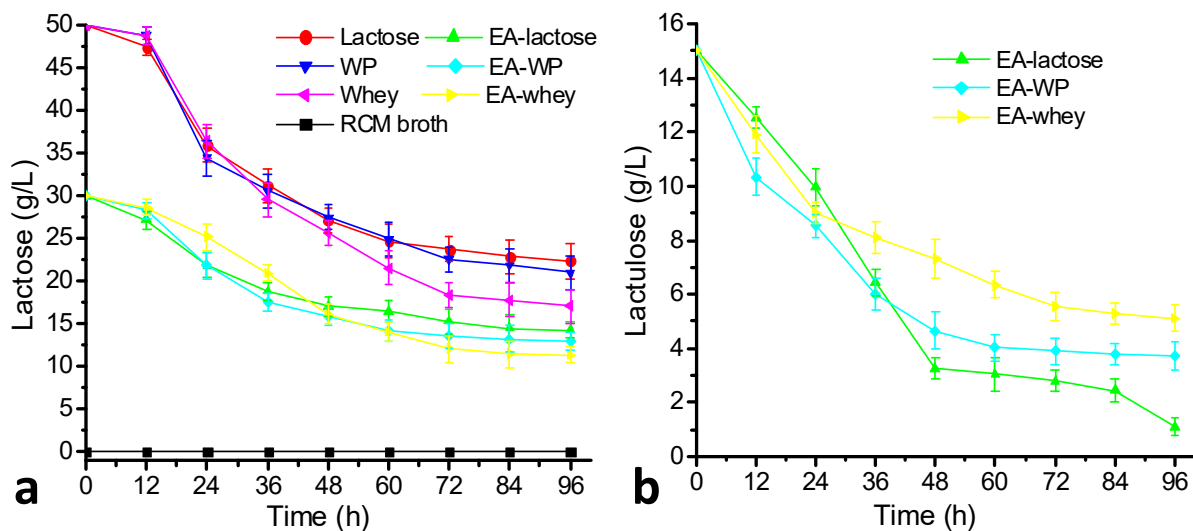 Lactose (g/L)
50
45
40
35
30
25
20
15
10
5
0
Lactose
EA-lactose
WP
EA-WP
Whey
EA-whey
RCM broth
0 12 24 36 48 60 72 84 96
Time (h)
a
Lactulose (g/L)
16
14
12
10
8
6
4
2
0
EA-lactose
EA-WP
EA-whey
0 12 24 36 48 60 72 84 96
Time (h)
b